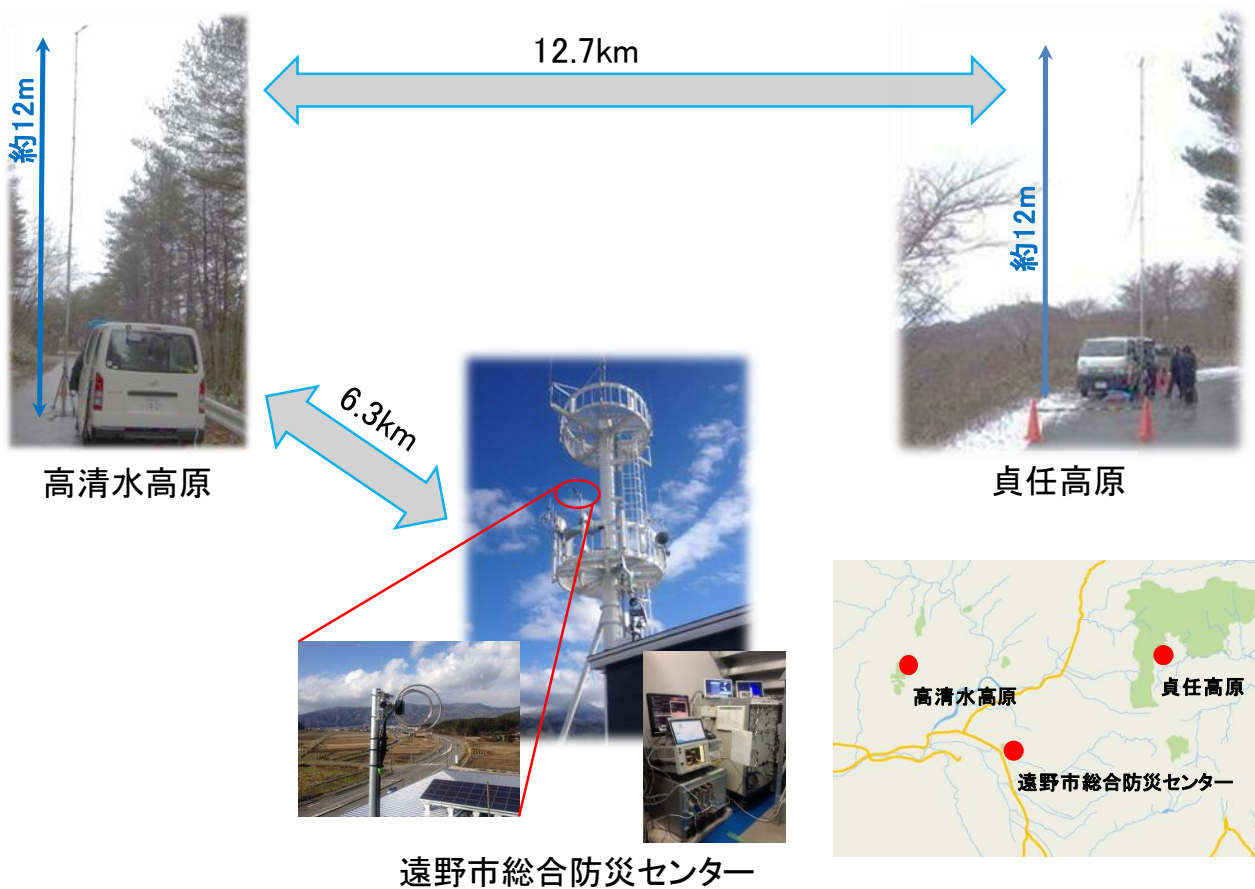 12.7km
約12m
約12m
6.3km
高清水高原
貞任高原
高清水高原
貞任高原
遠野市総合防災センター
遠野市総合防災センター